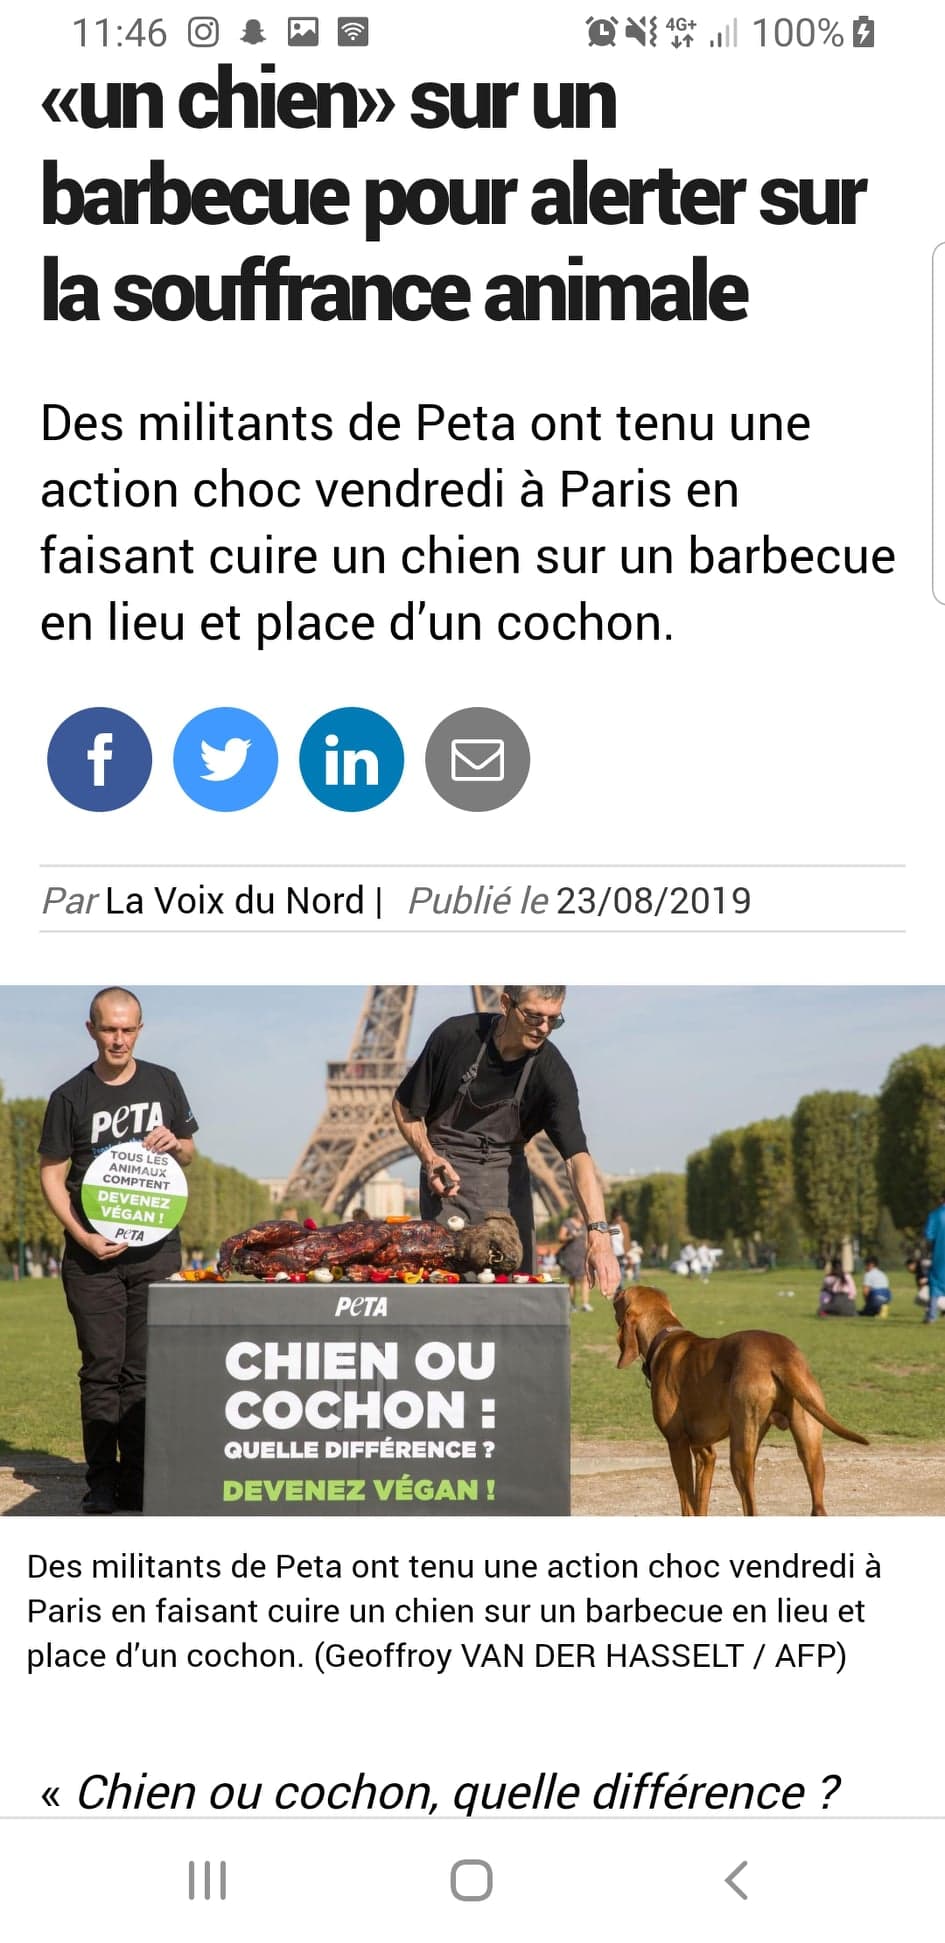 11:46
4G+
100%
«un chien» sur un
barbecue pour alerter sur
la souffrance animale
Des militants de Peta ont tenu une
action choc vendredi à Paris en
faisant cuire un chien sur un barbecue
en lieu et place d’un cochon.
f
in
Par La Voix du Nord | Publié le 23/08/2019
PeTA
TOUS LES
ANIMAUX
COMPTENT
DEVENEZ
VÉGAN !
PeTA
PeTA
CHIEN OU
COCHON :
QUELLE DIFFÉRENCE ?
DEVENEZ VÉGAN !
Des militants de Peta ont tenu une action choc vendredi à
Paris en faisant cuire un chien sur un barbecue en lieu et
place d’un cochon. (Geoffroy VAN DER HASSELT / AFP)
« Chien ou cochon, quelle différence ?